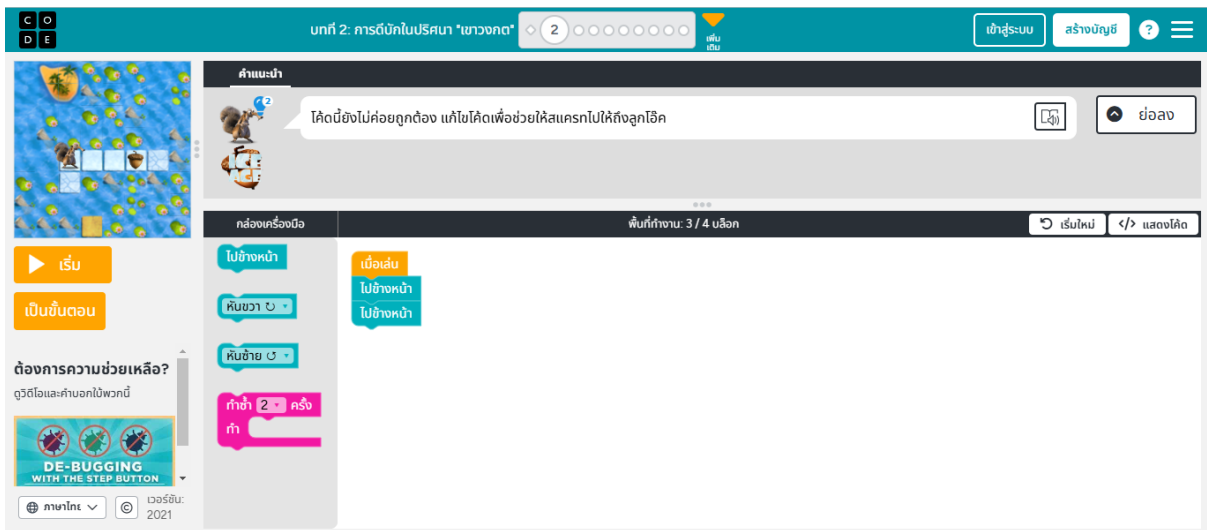 C O
D E
บทที่ 2: การดีบักในปริศนา "เขาวงกต"
2
เพิ่มเติม
เข้าสู่ระบบ
สร้างบัญชี
?
คำแนะนำ
2
โค้ดนี้ยังไม่ค่อยถูกต้อง แก้ไขโค้ดเพื่อช่วยให้สแครทไปให้ถึงลูกโอ๊ค
ย่อลง
ICE
AGE
กล่องเครื่องมือ
พื้นที่ทำงาน: 3 / 4 บล็อก
เริ่มใหม่
</> แสดงโค้ด
เริ่ม
เป็นขั้นตอน
ไปข้างหน้า
หันขวา ↻
หันซ้าย ↺
ทำซ้ำ 2 ครั้ง
ทำ
เมื่อเล่น
ไปข้างหน้า
ไปข้างหน้า
ต้องการความช่วยเหลือ?
ดูวิดีโอและคำบอกใบ้พวกนี้
DE-BUGGING
WITH THE STEP BUTTON
ภาษาไทย
©
เวอร์ชัน:
2021